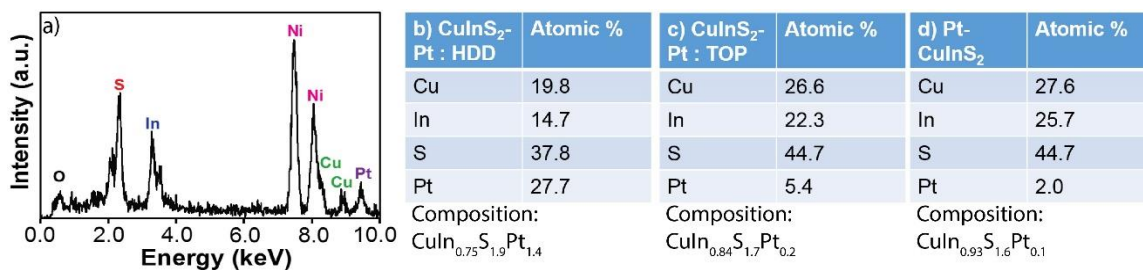 a)
Intensity (a.u.)
O
S
In
Ni
Ni
Cu
Cu
Pt
0.0 2.0 4.0 6.0 8.0 10.0
Energy (keV)
b) CuInS₂-
Pt : HDD
Atomic %
Cu 19.8
In 14.7
S 37.8
Pt 27.7
Composition:
CuIn₀.₇₅S₁.₉Pt₁.₄
c) CuInS₂-
Pt : TOP
Atomic %
Cu 26.6
In 22.3
S 44.7
Pt 5.4
Composition:
CuIn₀.₈₄S₁.₇Pt₀.₂
d) Pt-
CuInS₂
Atomic %
Cu 27.6
In 25.7
S 44.7
Pt 2.0
Composition:
CuIn₀.₉₃S₁.₆Pt₀.₁